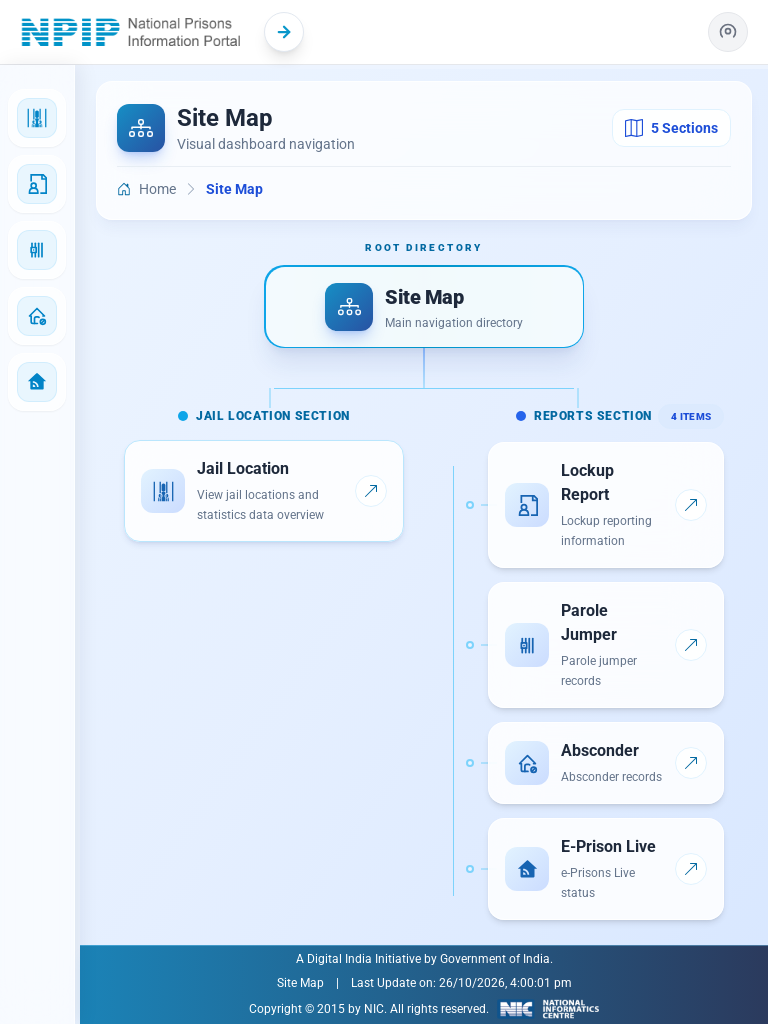 NPIP National Prisons
Information Portal
Site Map
Visual dashboard navigation
5 Sections
Home
Site Map
ROOT DIRECTORY
Site Map
Main navigation directory
JAIL LOCATION SECTION
Jail Location
View jail locations and
statistics data overview
REPORTS SECTION
4 ITEMS
Lockup
Report
Lockup reporting
information
Parole
Jumper
Parole jumper
records
Absconder
Absconder records
E-Prison Live
e-Prisons Live
status
A Digital India Initiative by Government of India.
Site Map | Last Update on: 26/10/2026, 4:00:01 pm
Copyright © 2015 by NIC. All rights reserved.
NIC NATIONAL
INFORMATICS
CENTRE